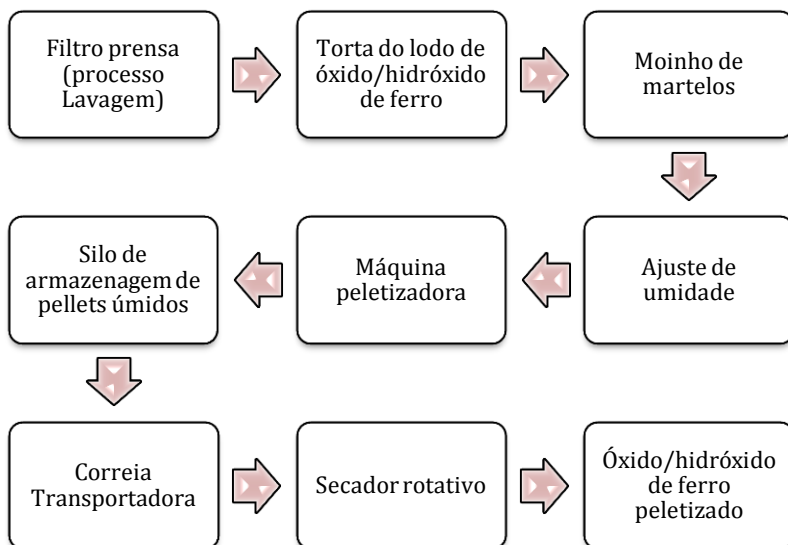 Filtro prensa
(processo
Lavagem)
Torta do lodo de
óxido/hidróxido
de ferro
Moinho de
martelos
Silo de
armazenagem de
pellets úmidos
Máquina
peletizadora
Ajuste de
umidade
Correia
Transportadora
Secador rotativo
Óxido/hidróxido
de ferro
peletizado